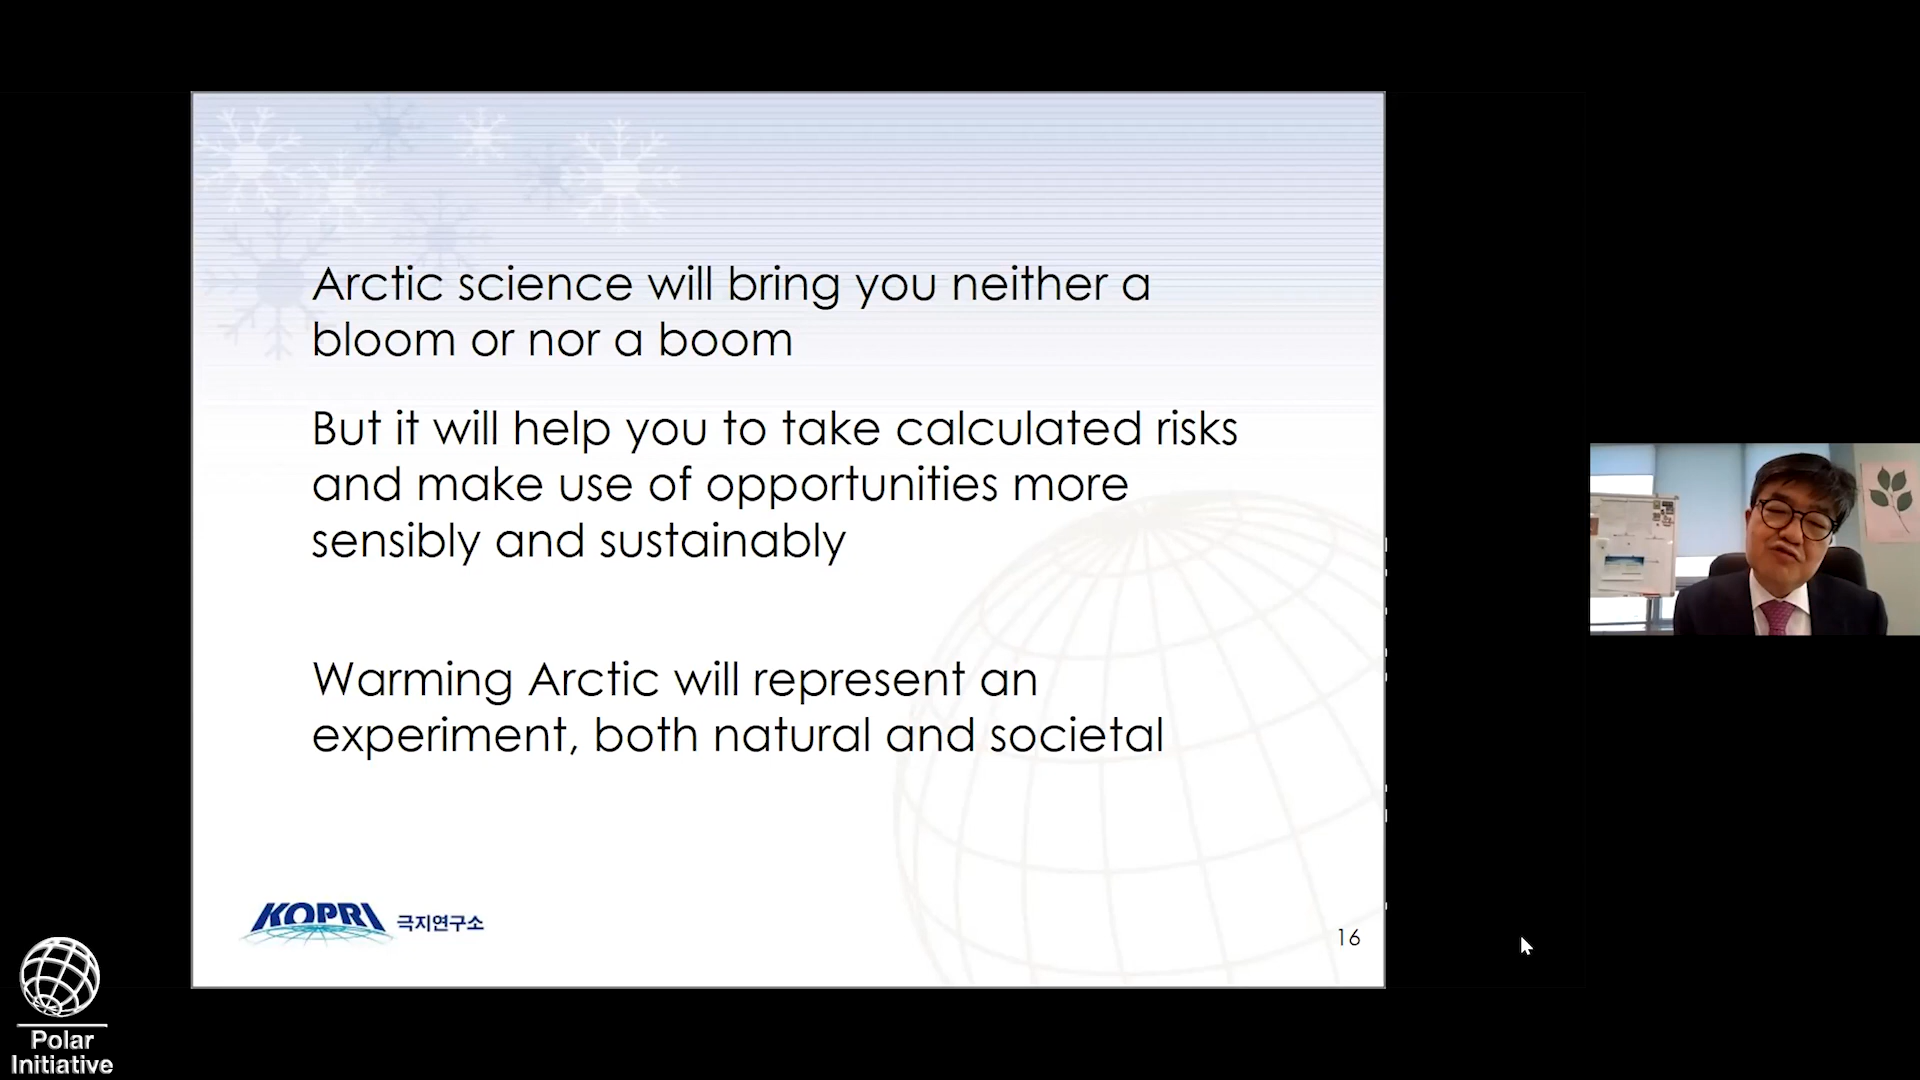 Arctic science will bring you neither a
bloom or nor a boom
But it will help you to take calculated risks
and make use of opportunities more
sensibly and sustainably
Warming Arctic will represent an
experiment, both natural and societal
KOPRI 극지연구소
16
Polar
Initiative